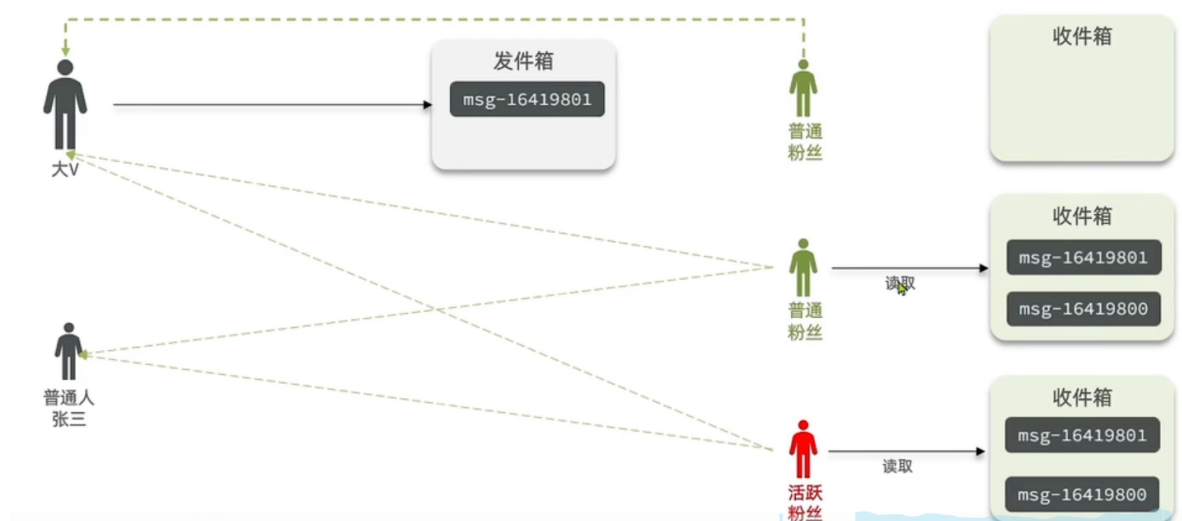 发件箱
msg-16419801
大V
普通
粉丝
收件箱
普通
粉丝
读取
收件箱
msg-16419801
msg-16419800
普通人
张三
活跃
粉丝
读取
收件箱
msg-16419801
msg-16419800